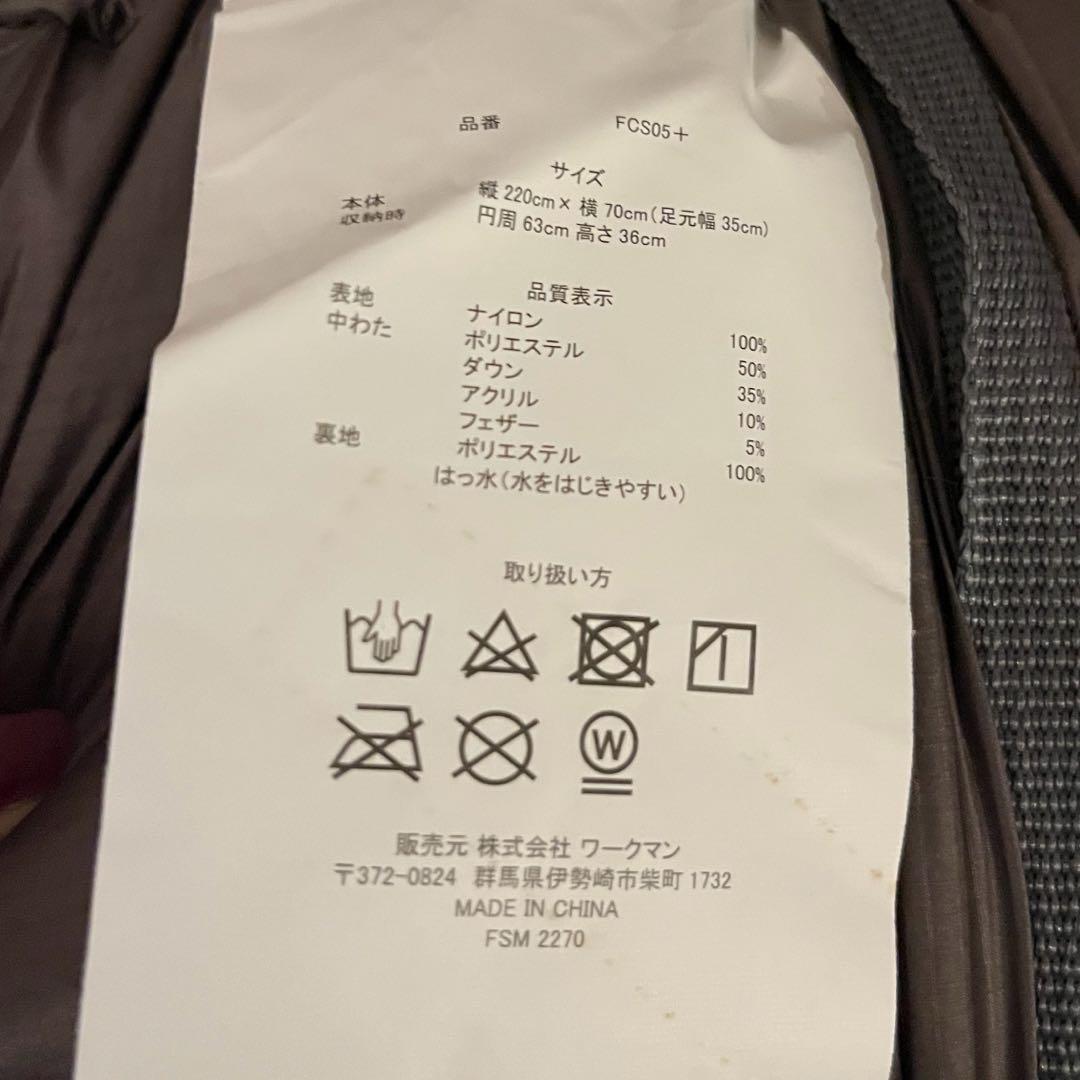 品番 FCS05+
サイズ
本体 縦 220cm× 横 70cm(足元幅 35cm)
収納時 円周 63cm 高さ 36cm
品質表示
表地 ナイロン 100%
中わた ポリエステル 50%
ダウン 35%
アクリル 10%
フェザー 5%
裏地 ポリエステル 100%
はっ水(水をはじきやすい)
取り扱い方
W
販売元 株式会社 ワークマン
〒372-0824 群馬県伊勢崎市柴町 1732
MADE IN CHINA
FSM 2270